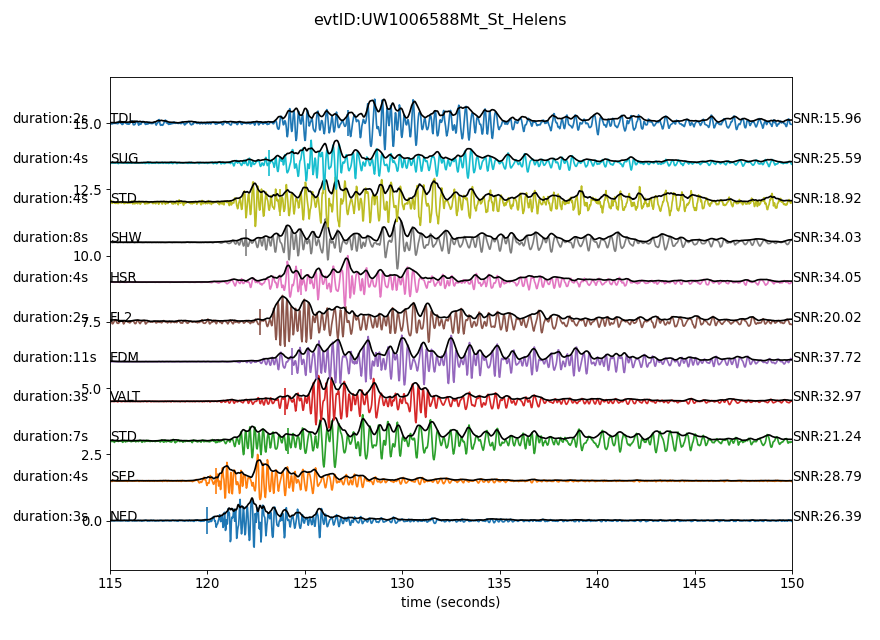 evtID:UW1006588Mt_St_Helens
duration:2s 15.0 TDL SNR:15.96
duration:4s SUG SNR:25.59
12.5
duration:4s STD SNR:18.92
duration:8s SHW SNR:34.03
10.0
duration:4s HSR SNR:34.05
duration:2s 7.5 FL2 SNR:20.02
duration:11s EDM SNR:37.72
5.0
duration:3s VALT SNR:32.97
duration:7s STD SNR:21.24
2.5
duration:4s SEP SNR:28.79
duration:3s 0.0 NED SNR:26.39
115 120 125 130 135 140 145 150
time (seconds)